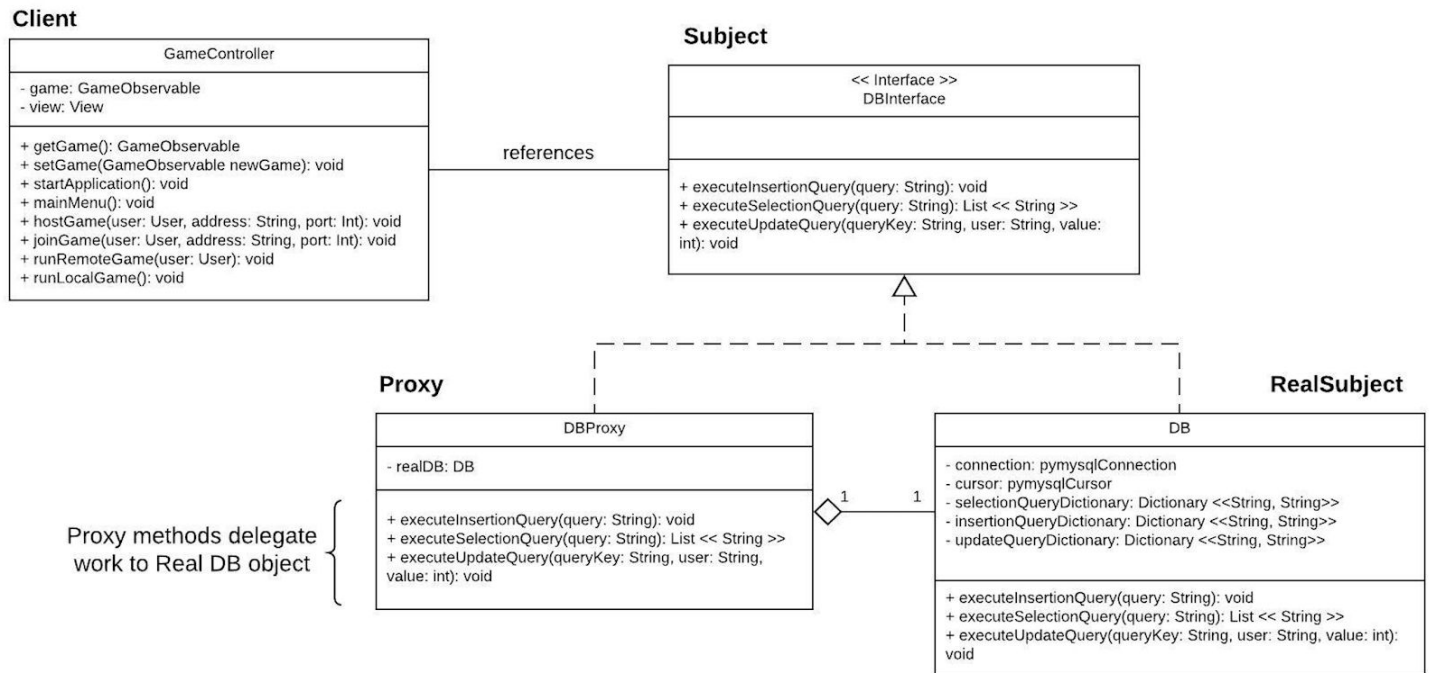 Client
GameController
- game: GameObservable
- view: View
+ getGame(): GameObservable
+ setGame(GameObservable newGame): void
+ startApplication(): void
+ mainMenu(): void
+ hostGame(user: User, address: String, port: Int): void
+ joinGame(user: User, address: String, port: Int): void
+ runRemoteGame(user: User): void
+ runLocalGame(): void
references
Subject
<< Interface >>
DBInterface
+ executeInsertionQuery(query: String): void
+ executeSelectionQuery(query: String): List << String >>
+ executeUpdateQuery(queryKey: String, user: String, value:
int): void
Proxy
DBProxy
- realDB: DB
+ executeInsertionQuery(query: String): void
+ executeSelectionQuery(query: String): List << String >>
+ executeUpdateQuery(queryKey: String, user: String,
value: int): void
Proxy methods delegate
work to Real DB object
1
1
RealSubject
DB
- connection: pymysqlConnection
- cursor: pymysqlCursor
- selectionQueryDictionary: Dictionary <<String, String>>
- insertionQueryDictionary: Dictionary <<String, String>>
- updateQueryDictionary: Dictionary <<String, String>>
+ executeInsertionQuery(query: String): void
+ executeSelectionQuery(query: String): List << String >>
+ executeUpdateQuery(queryKey: String, user: String, value: int):
void